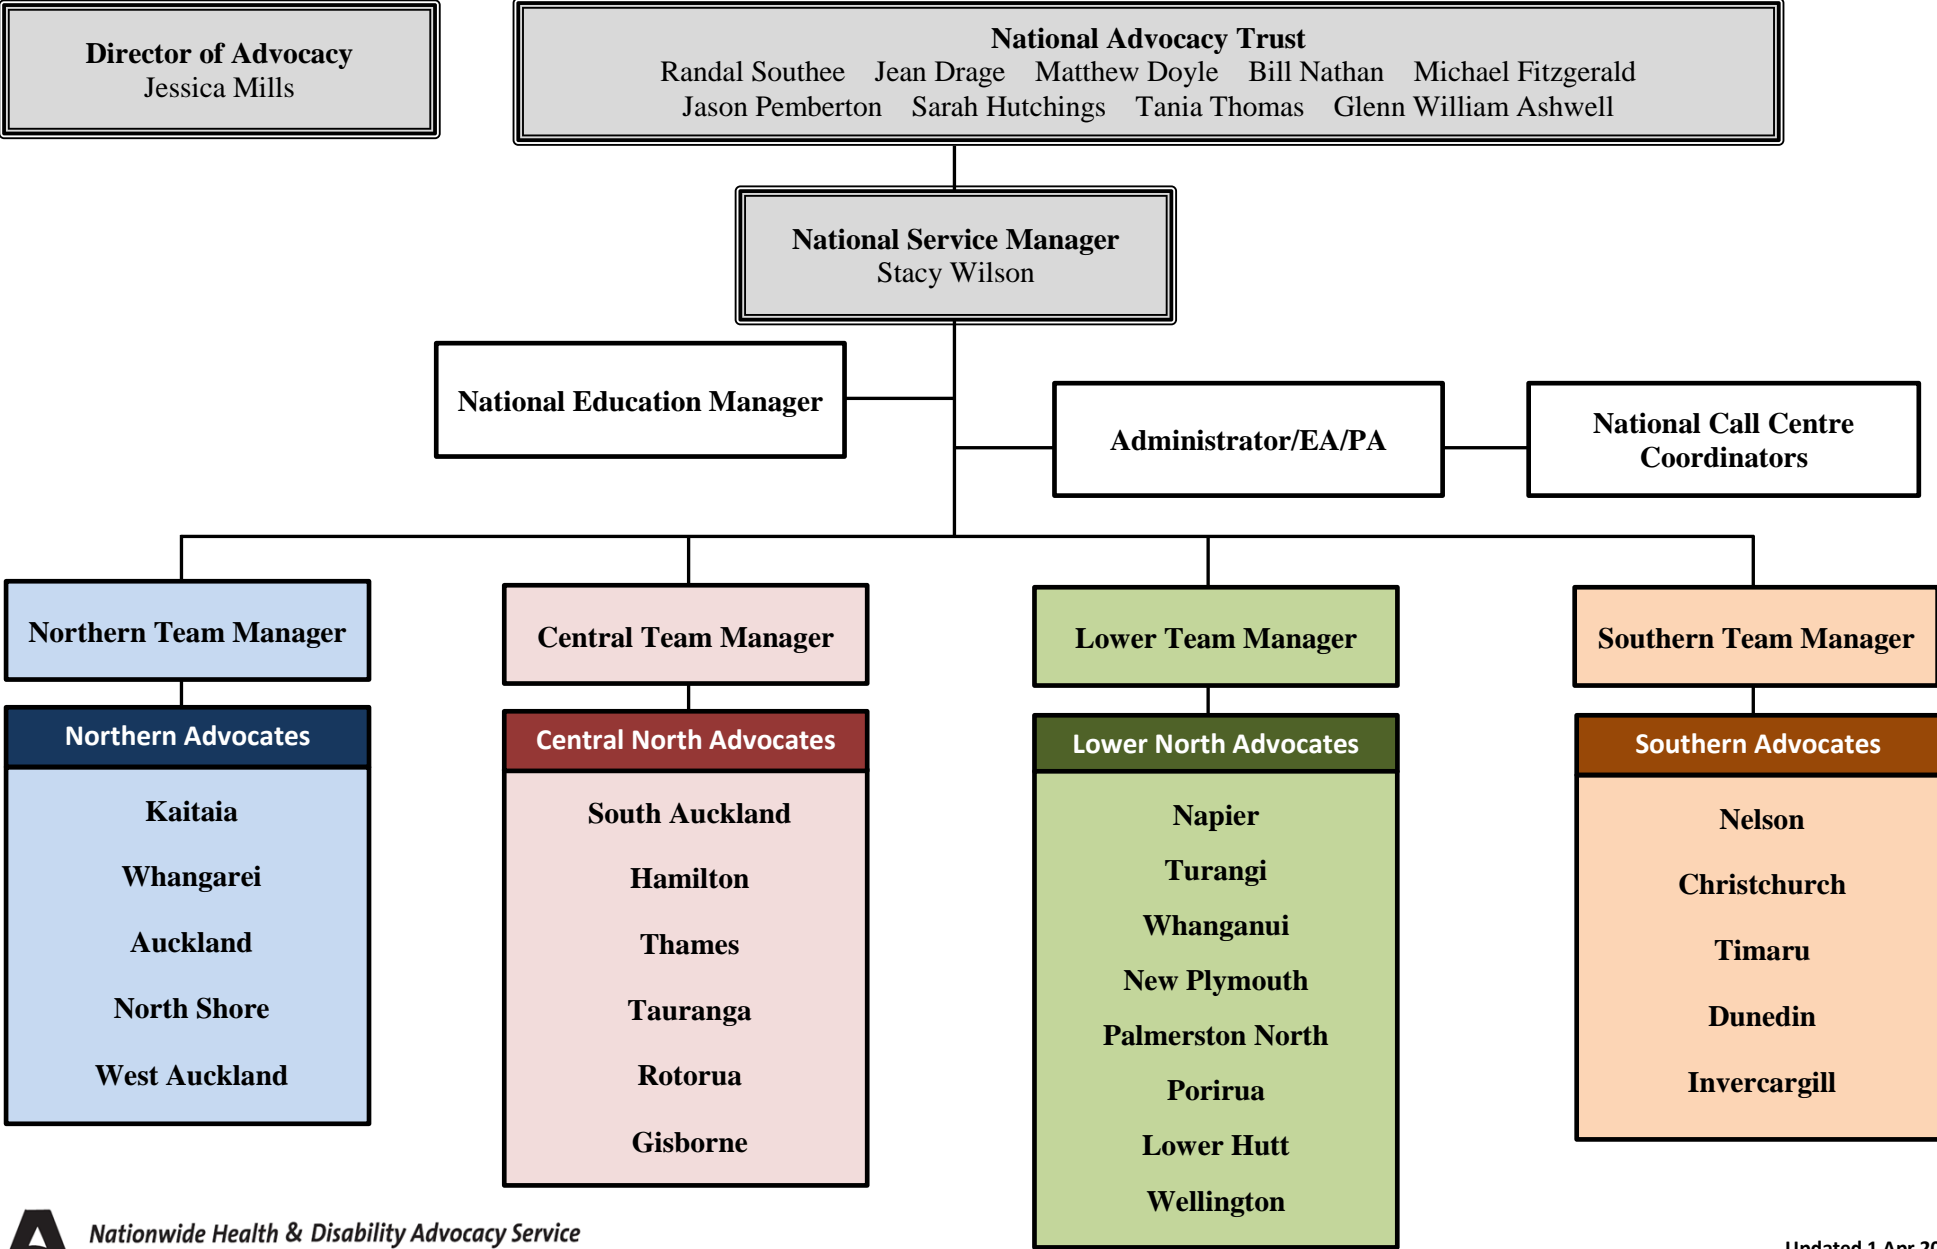 Director of Advocacy
Jessica Mills
National Advocacy Trust
Randal Southee Jean Drage Matthew Doyle Bill Nathan Michael Fitzgerald
Jason Pemberton Sarah Hutchings Tania Thomas Glenn William Ashwell
National Service Manager
Stacy Wilson
National Education Manager
Administrator/EA/PA
National Call Centre
Coordinators
Northern Team Manager
Central Team Manager
Lower Team Manager
Southern Team Manager
Northern Advocates
Kaitaia
Whangarei
Auckland
North Shore
West Auckland
Central North Advocates
South Auckland
Hamilton
Thames
Tauranga
Rotorua
Gisborne
Lower North Advocates
Napier
Turangi
Whanganui
New Plymouth
Palmerston North
Porirua
Lower Hutt
Wellington
Southern Advocates
Nelson
Christchurch
Timaru
Dunedin
Invercargill
Nationwide Health & Disability Advocacy Service
Updated 1 Apr